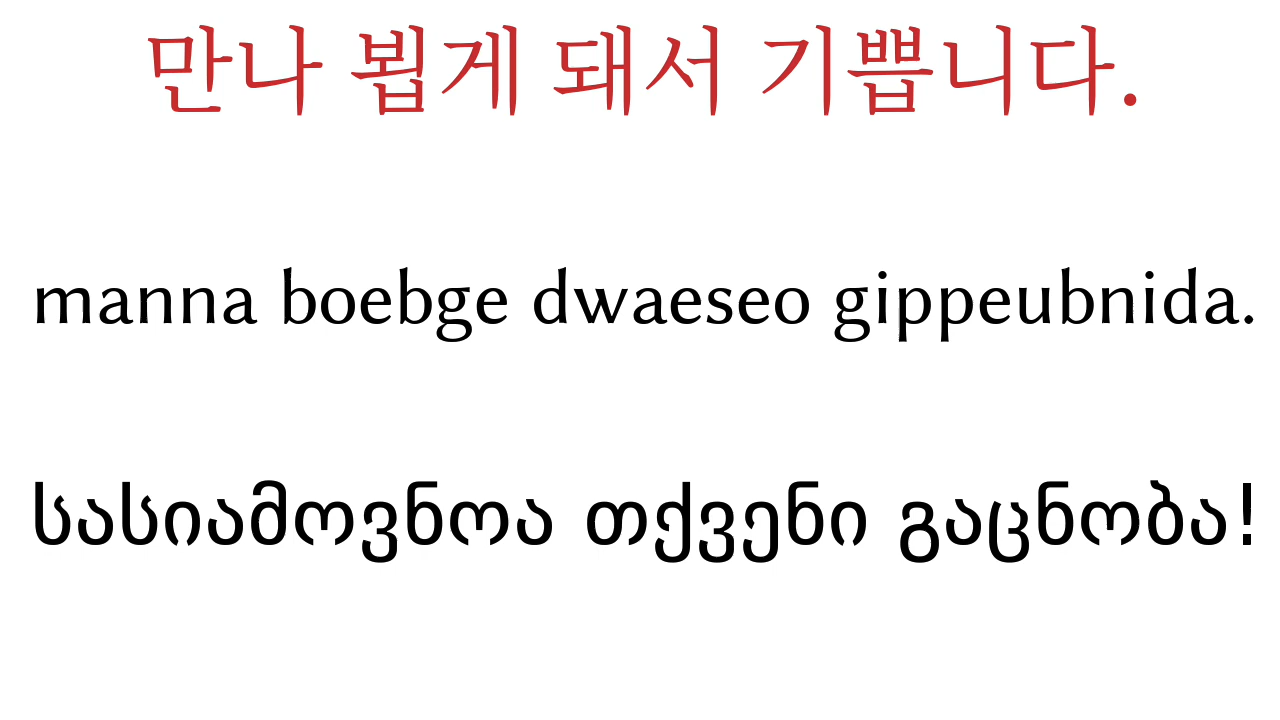 만나 뵙게 돼서 기쁩니다.
manna boebge dwaeseo gippeubnida.
სასიამოვნოა თქვენი გაცნობა!